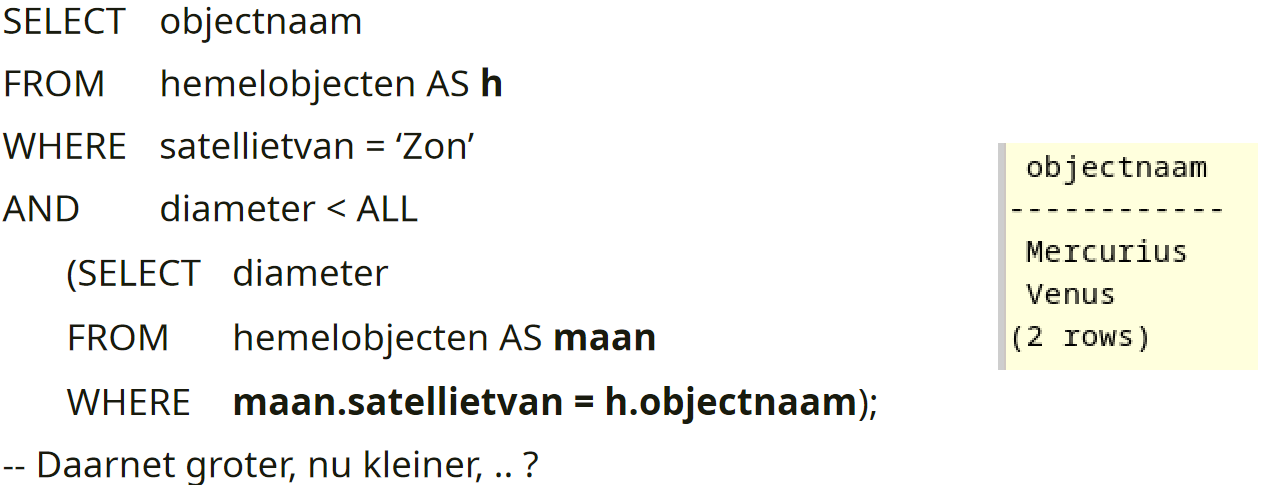 SELECT objectnaam
FROM hemelobjecten AS h
WHERE satellietvan = ‘Zon’
AND diameter < ALL
(SELECT diameter
FROM hemelobjecten AS maan
WHERE maan.satellietvan = h.objectnaam);
-- Daarnet groter, nu kleiner, .. ?
objectnaam
------------
Mercurius
Venus
(2 rows)